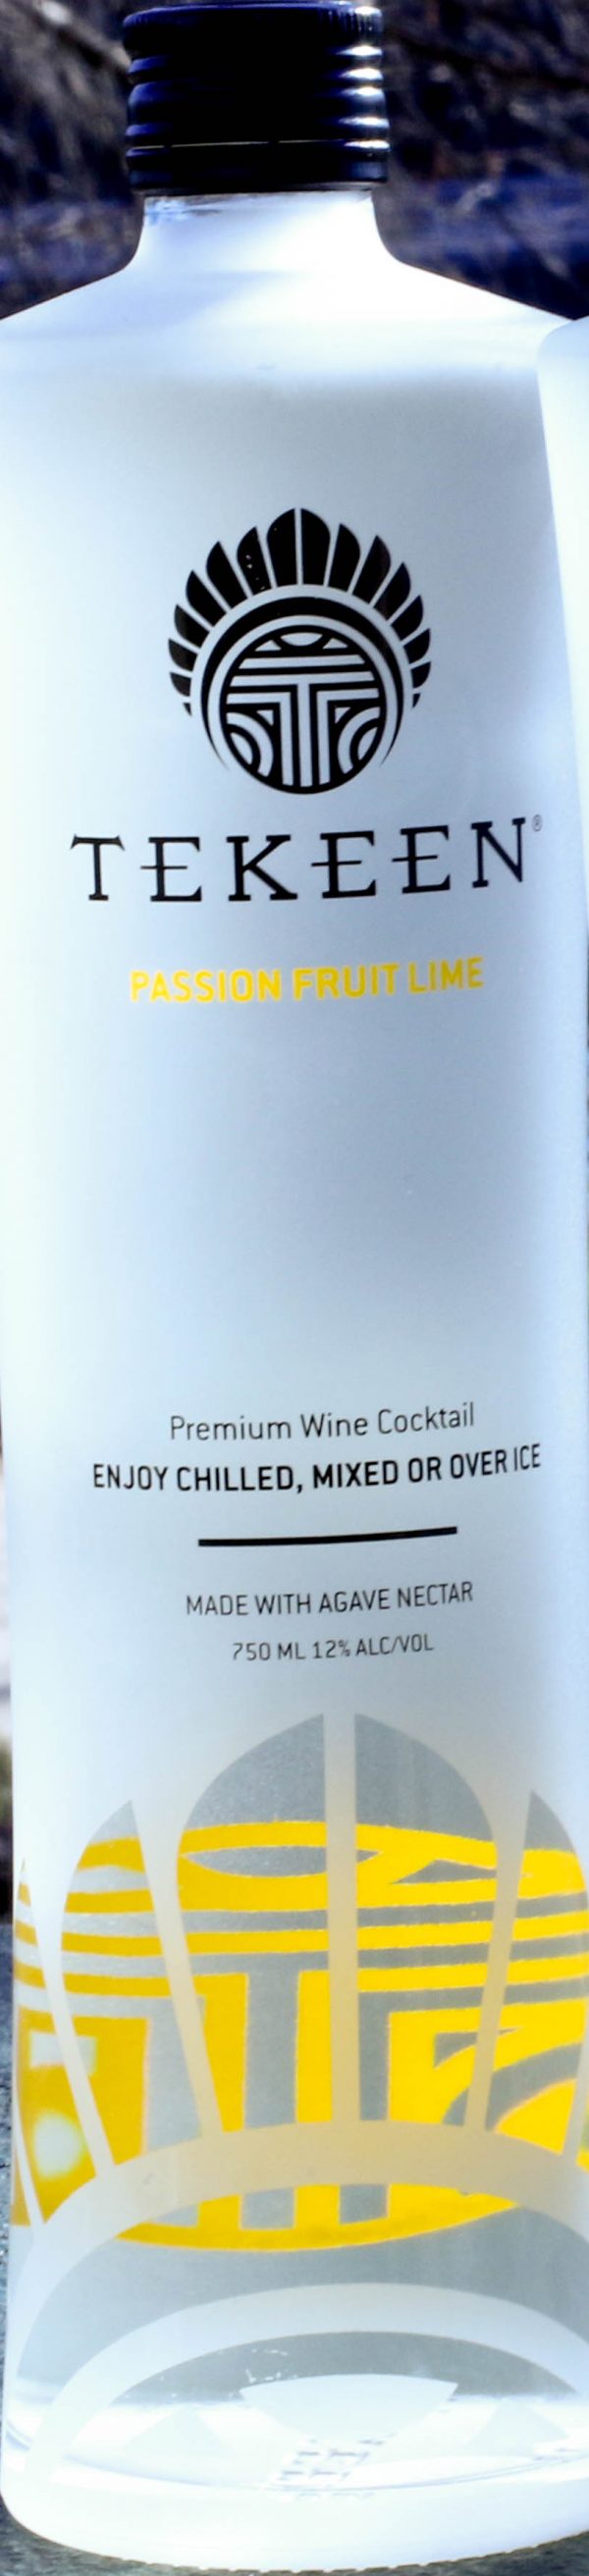 TEKEEN®
PASSION FRUIT LIME
Premium Wine Cocktail
ENJOY CHILLED, MIXED OR OVER ICE
MADE WITH AGAVE NECTAR
750 ML 12% ALC/VOL